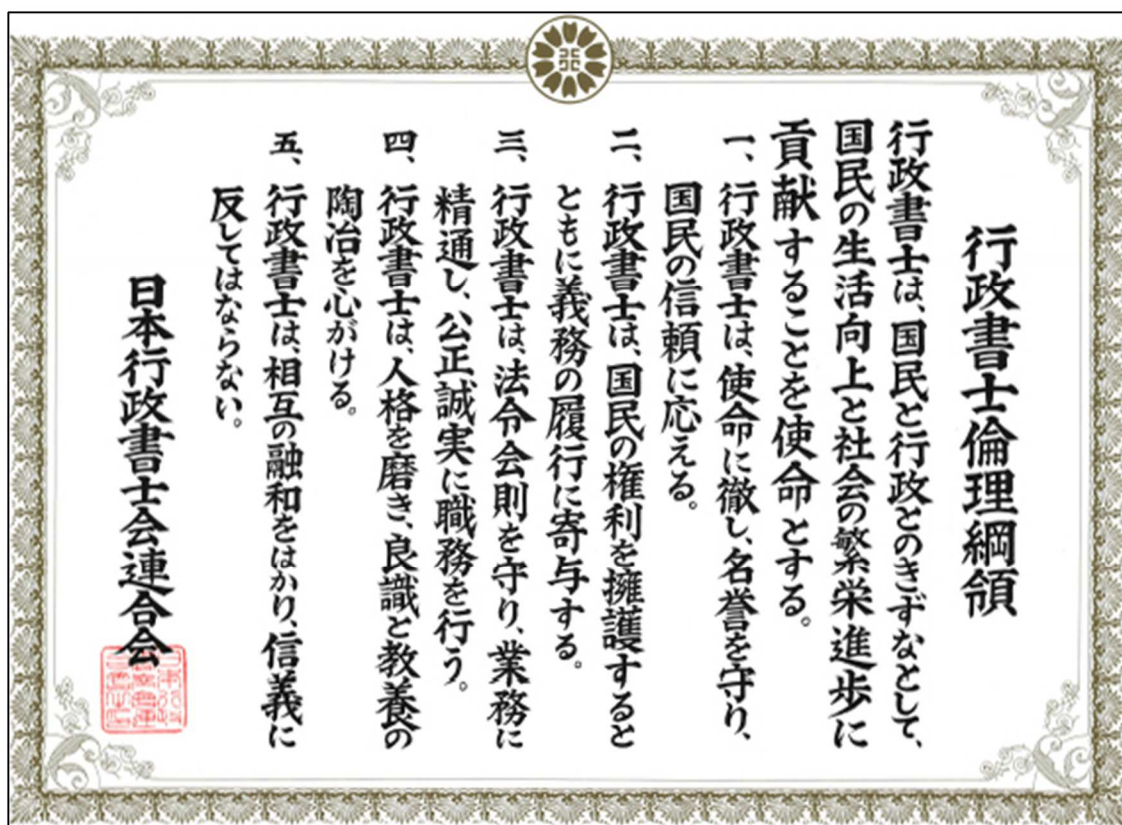 行政書士倫理綱領
行政書士は、国民と行政とのきずなとして、
国民の生活向上と社会の繁栄進歩に
貢献することを使命とする。
一、行政書士は、使命に徹し、名誉を守り、
国民の信頼に応える。
二、行政書士は、国民の権利を擁護すると
ともに義務の履行に寄与する。
三、行政書士は、法令会則を守り、業務に
精通し、公正誠実に職務を行う。
四、行政書士は、人格を磨き、良識と教養の
陶冶を心がける。
五、行政書士は、相互の融和をはかり、信義に
反してはならない。
日本行政書士会連合会